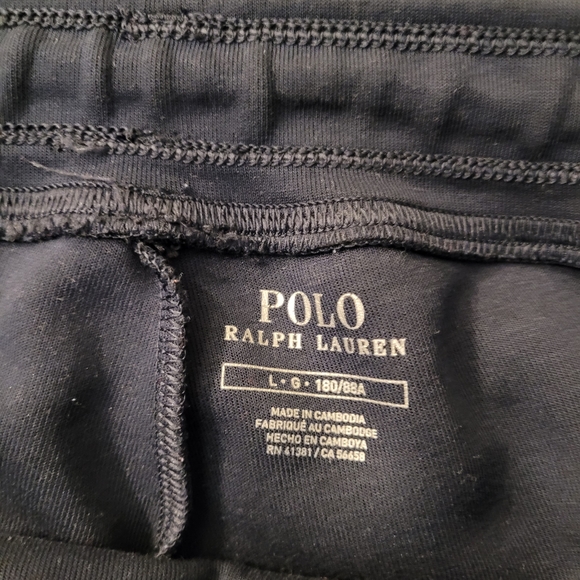 POLO
RALPH LAUREN
L • G • 180/88A
MADE IN CAMBODIA
FABRIQUÉ AU CAMBODGE
HECHO EN CAMBOYA
RN 41381 / CA 56658